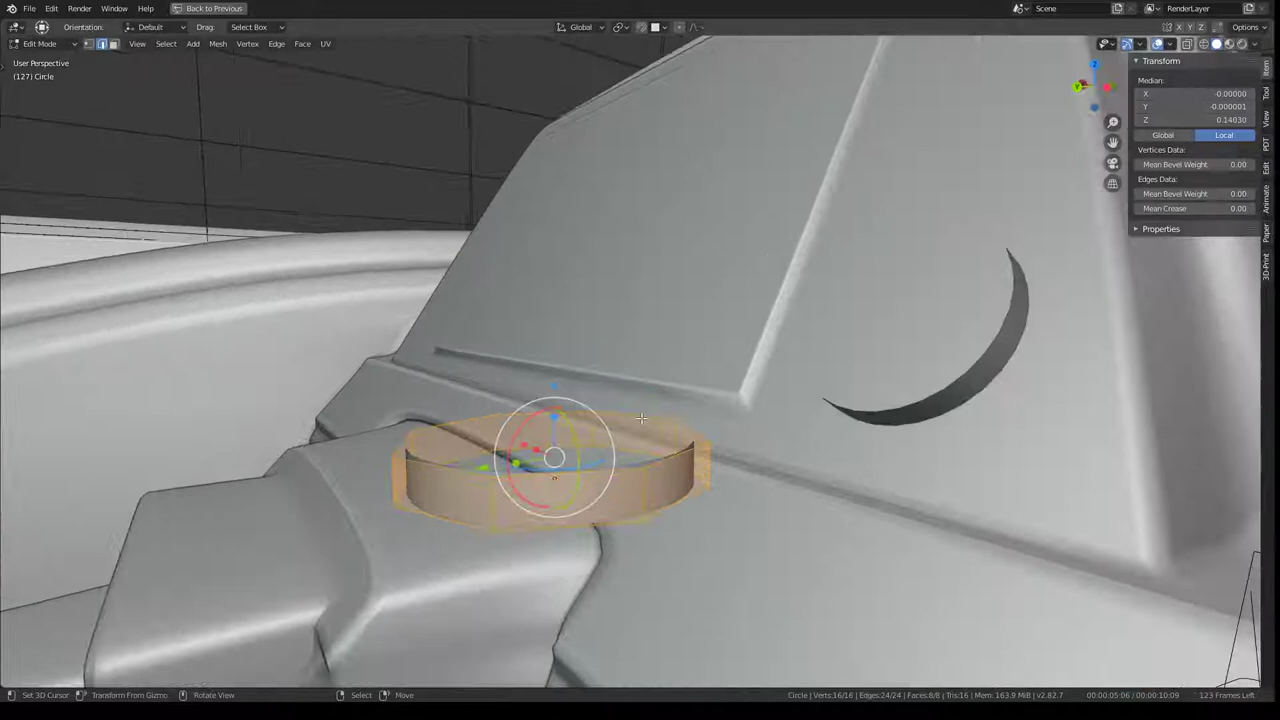 File Edit Render Window Help Back to Previous Scene RenderLayer
Orientation: Default Drag: Select Box Global X Y Z Options
Edit Mode View Select Add Mesh Vertex Edge Face UV
User Perspective
(127) Circle
Transform
Median:
X -0.00000
Y -0.000001
Z 0.14030
Global Local
Vertices Data:
Mean Bevel Weight 0.00
Edges Data:
Mean Bevel Weight 0.00
Mean Crease 0.00
Properties
Item
Tool
View
PDT
Edit
Animate
Paper
3D-Print
Z
Y
Set 3D Cursor Transform From Gizmo Rotate View Select Move Circle | Verts:16/16 | Edges:24/24 | Faces:8/8 | Tris:16 | Mem: 163.9 MiB | v2.82.7 00:00:05:06 / 00:00:10:09 123 Frames Left